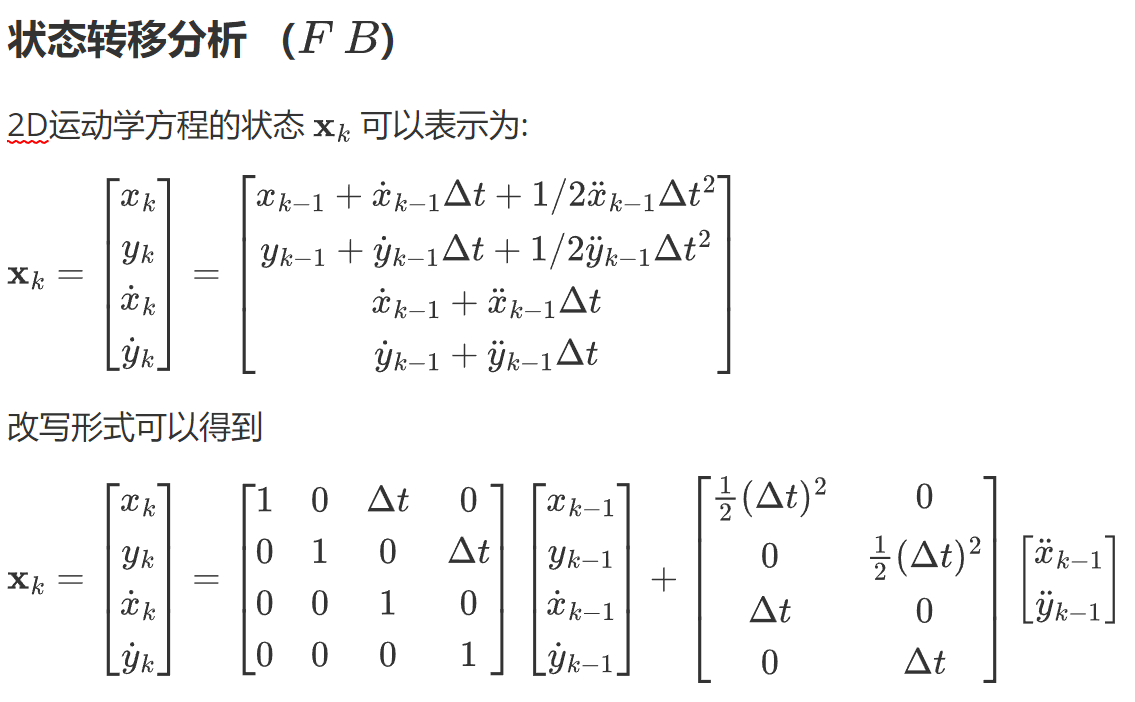 状态转移分析 (F B)
2D运动学方程的状态 𝐱ₖ 可以表示为:
$\mathbf{x}_k = \begin{bmatrix} x_k \\ y_k \\ \dot{x}_k \\ \dot{y}_k \end{bmatrix} = \begin{bmatrix} x_{k-1} + \dot{x}_{k-1}\Delta t + 1/2\ddot{x}_{k-1}\Delta t^2 \\ y_{k-1} + \dot{y}_{k-1}\Delta t + 1/2\ddot{y}_{k-1}\Delta t^2 \\ \dot{x}_{k-1} + \ddot{x}_{k-1}\Delta t \\ \dot{y}_{k-1} + \ddot{y}_{k-1}\Delta t \end{bmatrix}$
改写形式可以得到
$\mathbf{x}_k = \begin{bmatrix} x_k \\ y_k \\ \dot{x}_k \\ \dot{y}_k \end{bmatrix} = \begin{bmatrix} 1 & 0 & \Delta t & 0 \\ 0 & 1 & 0 & \Delta t \\ 0 & 0 & 1 & 0 \\ 0 & 0 & 0 & 1 \end{bmatrix} \begin{bmatrix} x_{k-1} \\ y_{k-1} \\ \dot{x}_{k-1} \\ \dot{y}_{k-1} \end{bmatrix} + \begin{bmatrix} \frac{1}{2}(\Delta t)^2 & 0 \\ 0 & \frac{1}{2}(\Delta t)^2 \\ \Delta t & 0 \\ 0 & \Delta t \end{bmatrix} \begin{bmatrix} \ddot{x}_{k-1} \\ \ddot{y}_{k-1} \end{bmatrix}$